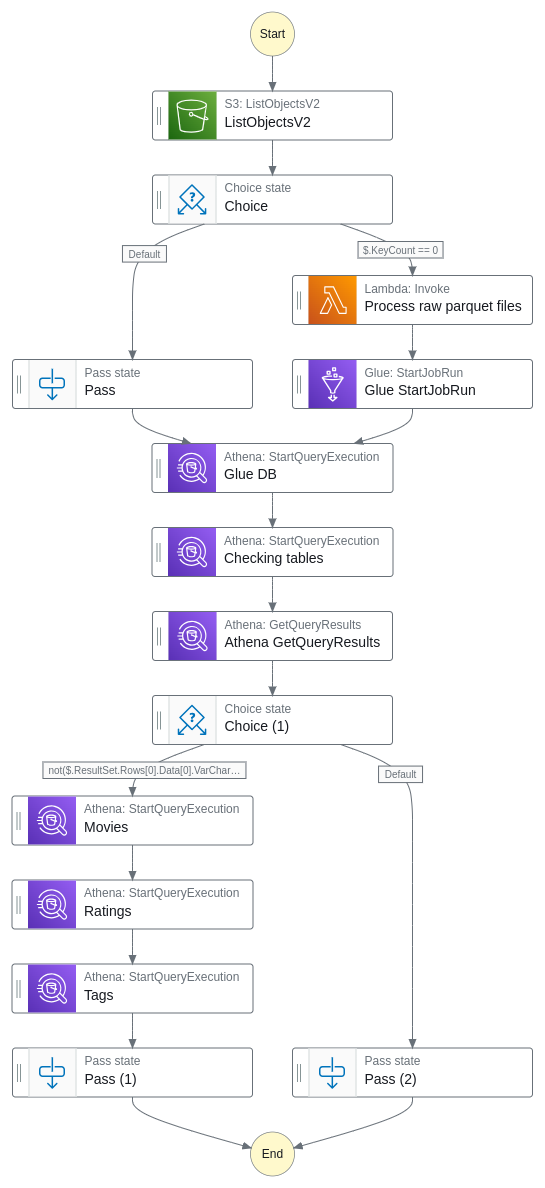 Start
S3: ListObjectsV2
ListObjectsV2
Choice state
Choice
Default
$.KeyCount == 0
Lambda: Invoke
Process raw parquet files
Pass state
Pass
Glue: StartJobRun
Glue StartJobRun
Athena: StartQueryExecution
Glue DB
Athena: StartQueryExecution
Checking tables
Athena: GetQueryResults
Athena GetQueryResults
Choice state
Choice (1)
not($.ResultSet.Rows[0].Data[0].VarChar...
Default
Athena: StartQueryExecution
Movies
Athena: StartQueryExecution
Ratings
Athena: StartQueryExecution
Tags
Pass state
Pass (1)
Pass state
Pass (2)
End